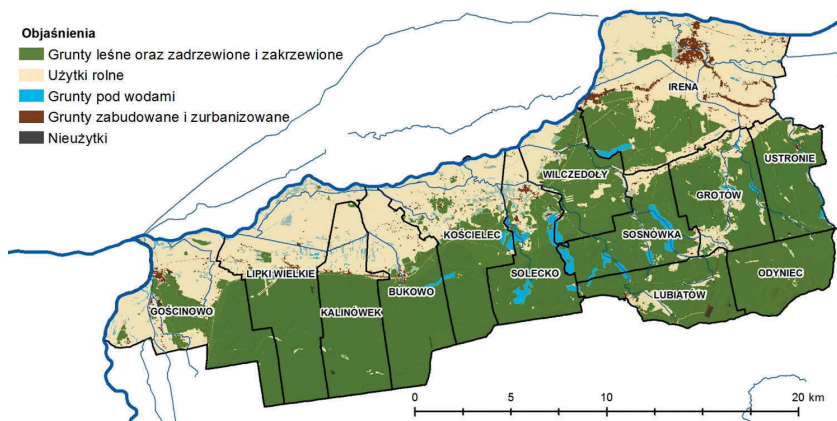 Objaśnienia
Grunty leśne oraz zadrzewione i zakrzewione
Użytki rolne
Grunty pod wodami
Grunty zabudowane i zurbanizowane
Nieużytki
IRENA
USTRONIE
WILCZEDOŁY
GROTÓW
KOŚCIELEC
SOSNÓWKA
LIPKI WIELKIE
SOLECKO
ODYNIEC
BUKOWO
LUBIATÓW
GOŚCINOWO
KALINÓWEK
0 5 10 20 km